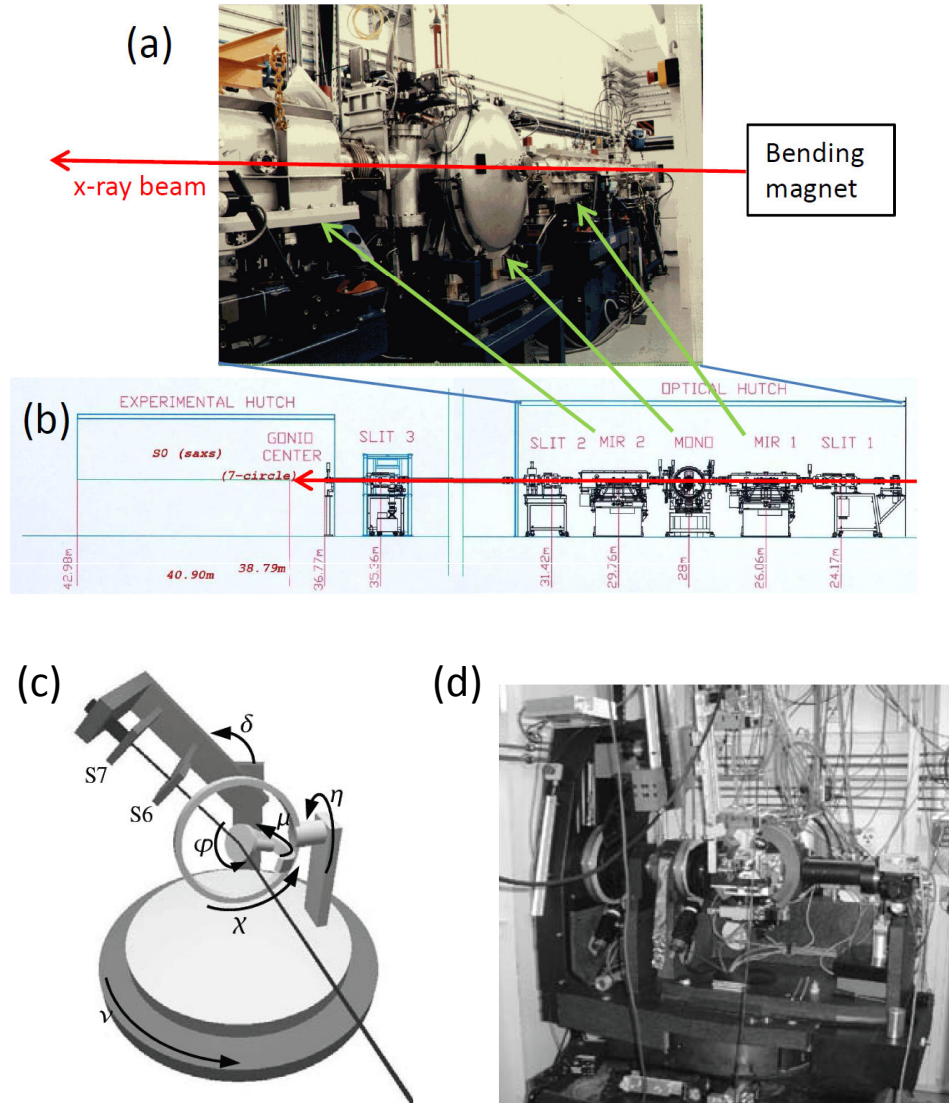 (a)
Bending
magnet
x-ray beam
(b)
EXPERIMENTAL HUTCH
OPTICAL HUTCH
GONIO
CENTER
SLIT 3
SLIT 2
MIR 2
MONO
MIR 1
SLIT 1
S0 (saxs)
(7-circle)
42.98m
40.90m
38.79m
36.77m
35.36m
31.42m
29.76m
28m
26.06m
24.17m
(c)
(d)
δ
S7
S6
η
μ
φ
χ
ν